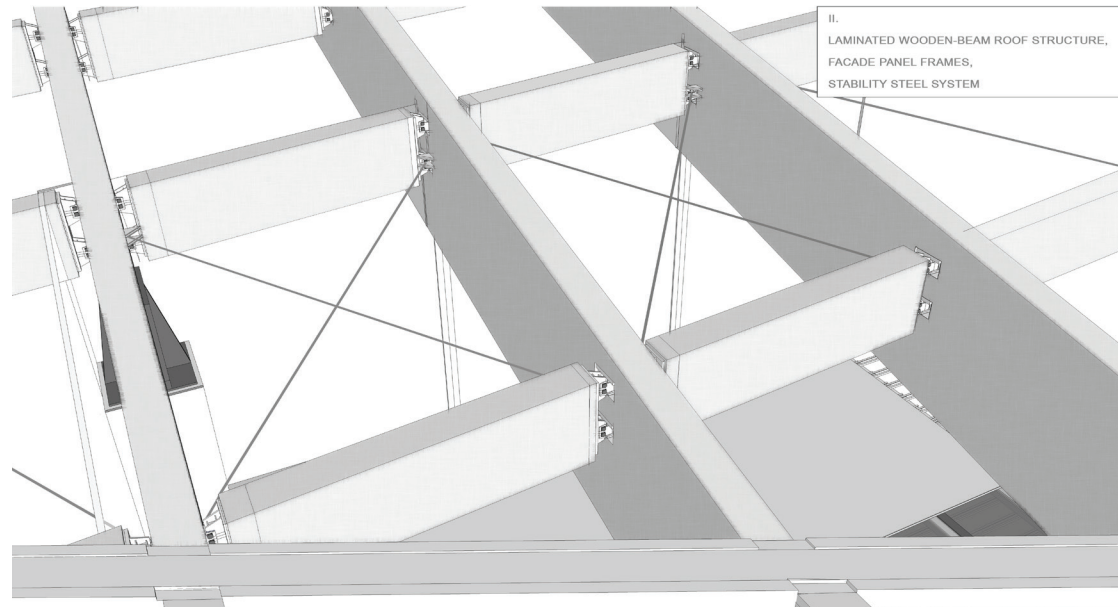 II.
LAMINATED WOODEN-BEAM ROOF STRUCTURE,
FACADE PANEL FRAMES,
STABILITY STEEL SYSTEM